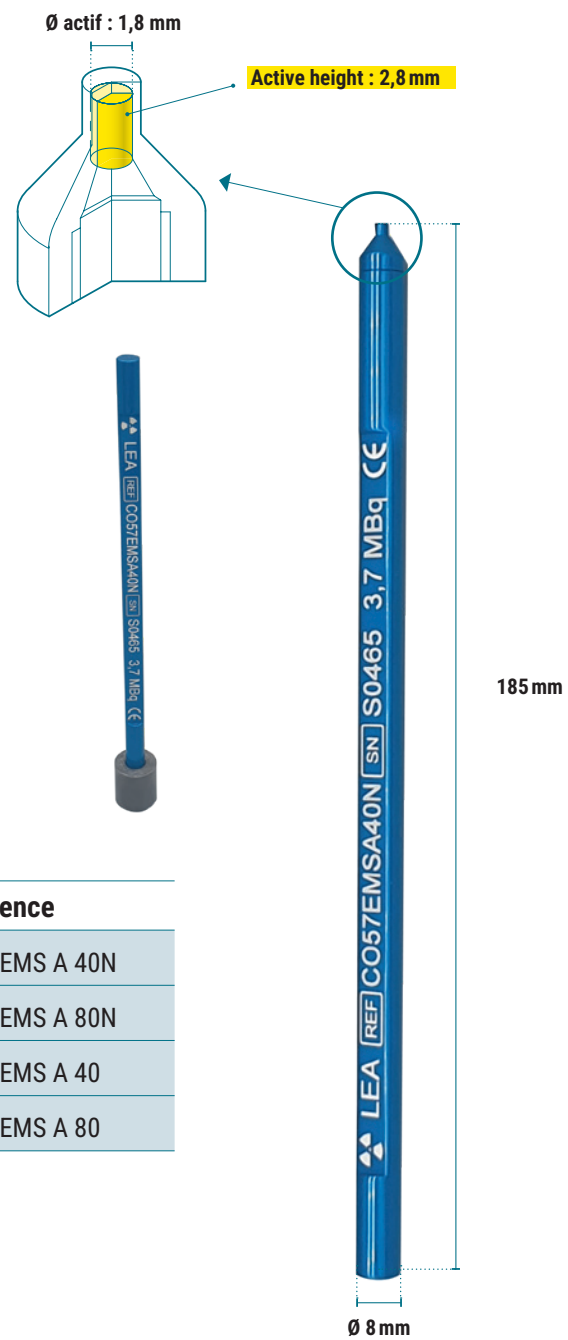 Ø actif : 1,8 mm
Active height : 2,8 mm
LEA REF CO57EMSA40N SN S0465 3,7 MBq CE
LEA REF CO57EMSA40N SN S0465 3,7 MBq CE
185 mm
ence
EMS A 40N
EMS A 80N
EMS A 40
EMS A 80
Ø 8 mm